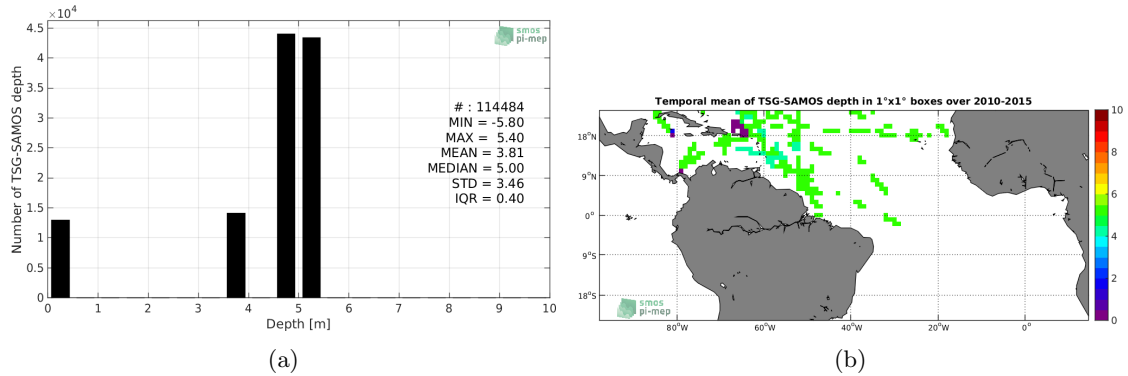 ×10⁴
4.5
4
3.5
3
2.5
2
1.5
1
0.5
0
Number of TSG-SAMOS depth
smos
pi-mep
# : 114484
MIN = -5.80
MAX = 5.40
MEAN = 3.81
MEDIAN = 5.00
STD = 3.46
IQR = 0.40
0 1 2 3 4 5 6 7 8 9 10
Depth [m]
(a)
Temporal mean of TSG-SAMOS depth in 1°x1° boxes over 2010-2015
18°N
9°N
0°
9°S
18°S
smos
pi-mep
80°W 60°W 40°W 20°W 0°
10
8
6
4
2
0
(b)